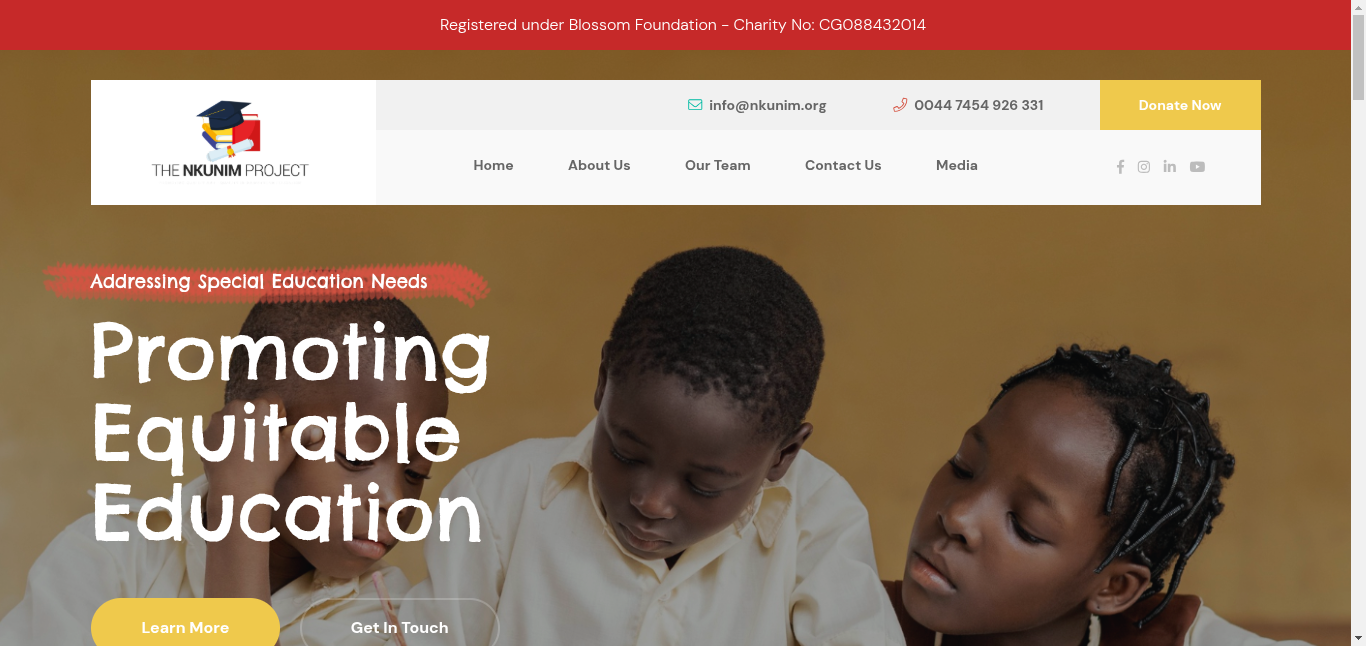 Registered under Blossom Foundation - Charity No: CG088432014
info@nkunim.org
0044 7454 926 331
Donate Now
THE NKUNIM PROJECT
Home
About Us
Our Team
Contact Us
Media
Addressing Special Education Needs
Promoting
Equitable
Education
Learn More
Get In Touch